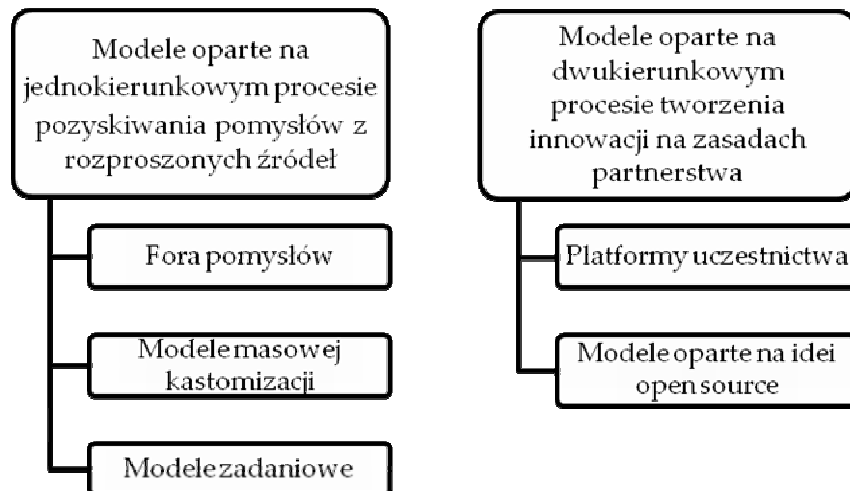 Modele oparte na
jednokierunkowym procesie
pozyskiwania pomysłów z
rozproszonych źródeł
Fora pomysłów
Modele masowej
kastomizacji
Modele zadaniowe
Modele oparte na
dwukierunkowym
procesie tworzenia
innowacji na zasadach
partnerstwa
Platformy uczestnictwa
Modele oparte na idei
open source